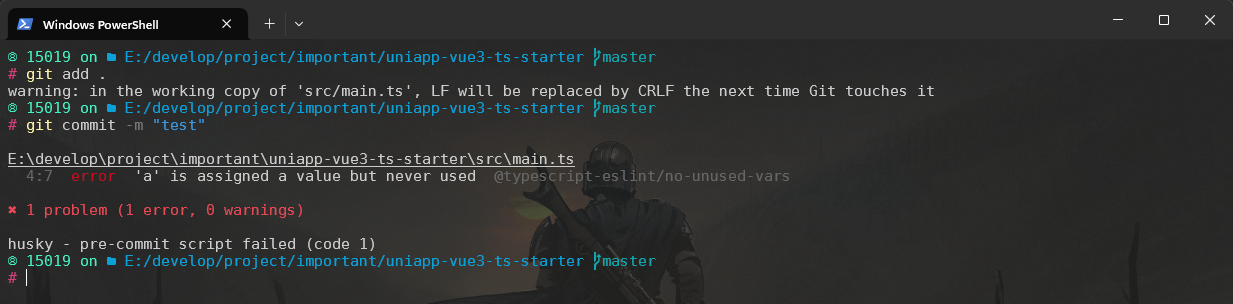 Windows PowerShell
15019 on E:/develop/project/important/uniapp-vue3-ts-starter master
# git add .
warning: in the working copy of 'src/main.ts', LF will be replaced by CRLF the next time Git touches it
15019 on E:/develop/project/important/uniapp-vue3-ts-starter master
# git commit -m "test"
E:\develop\project\important\uniapp-vue3-ts-starter\src\main.ts
4:7 error 'a' is assigned a value but never used @typescript-eslint/no-unused-vars
✖ 1 problem (1 error, 0 warnings)
husky - pre-commit script failed (code 1)
15019 on E:/develop/project/important/uniapp-vue3-ts-starter master
#